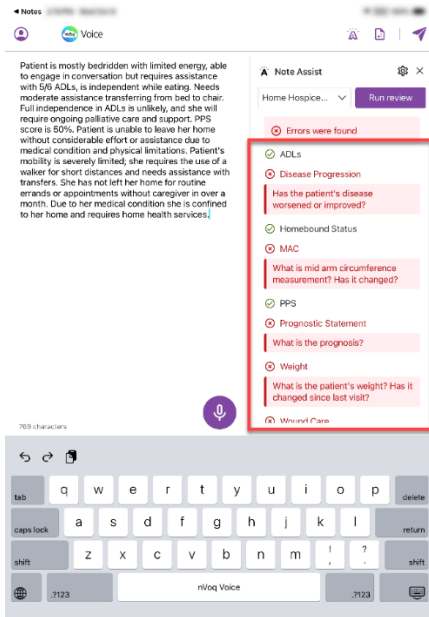 ◀ Notes
Voice
Patient is mostly bedridden with limited energy, able
to engage in conversation but requires assistance
with 5/6 ADLs, is independent while eating. Needs
moderate assistance transferring from bed to chair.
Full independence in ADLs is unlikely, and she will
require ongoing palliative care and support. PPS
score is 50%. Patient is unable to leave her home
without considerable effort or assistance due to
medical condition and physical limitations. Patient's
mobility is severely limited; she requires the use of a
walker for short distances and needs assistance with
transfers. She has not left her home for routine
errands or appointments without caregiver in over a
month. Due to her medical condition she is confined
to her home and requires home health services.
769 characters
Note Assist
Home Hospice...
Run review
Errors were found
ADLs
Disease Progression
Has the patient's disease
worsened or improved?
Homebound Status
MAC
What is mid arm circumference
measurement? Has it changed?
PPS
Prognostic Statement
What is the prognosis?
Weight
What is the patient's weight? Has it
changed since last visit?
Wound Care
tab q w e r t y u i o p delete
caps lock a s d f g h j k l return
shift z x c v b n m ! , ? . shift
.?123 nVoq Voice .?123